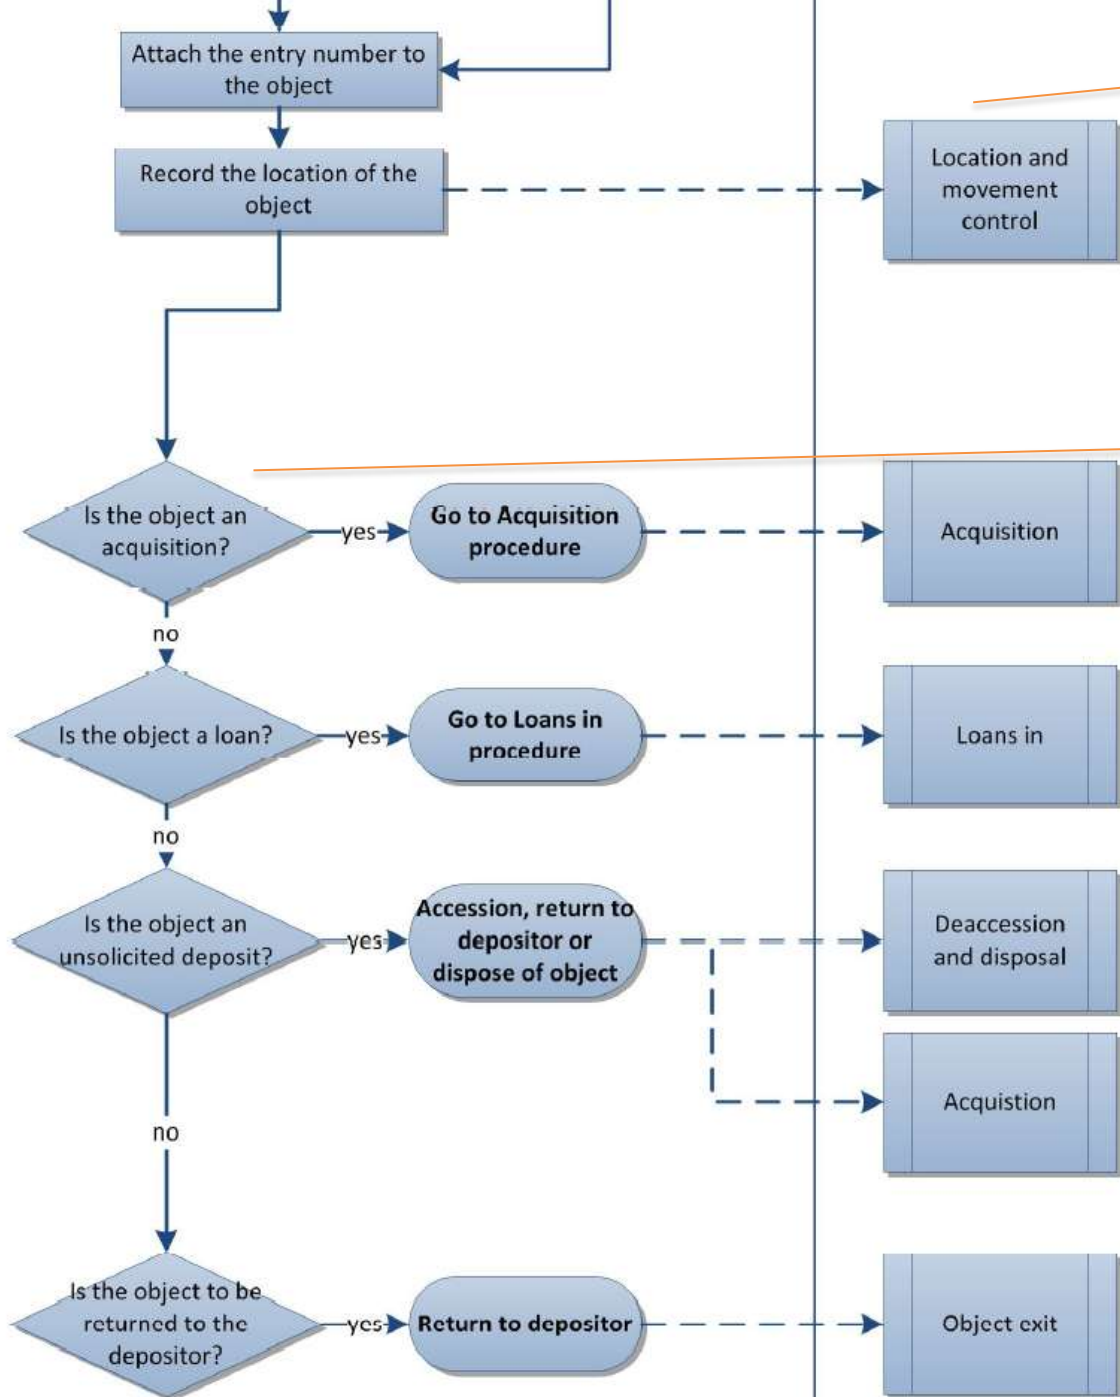 Attach the entry number to
the object
Record the location of the
object
Location and
movement
control
Is the object an
acquisition?
yes
Go to Acquisition
procedure
Acquisition
no
Is the object a loan?
yes
Go to Loans in
procedure
Loans in
no
Is the object an
unsolicited deposit?
yes
Accession, return to
depositor or
dispose of object
Deaccession
and disposal
Acquistion
no
Is the object to be
returned to the
depositor?
yes
Return to depositor
Object exit